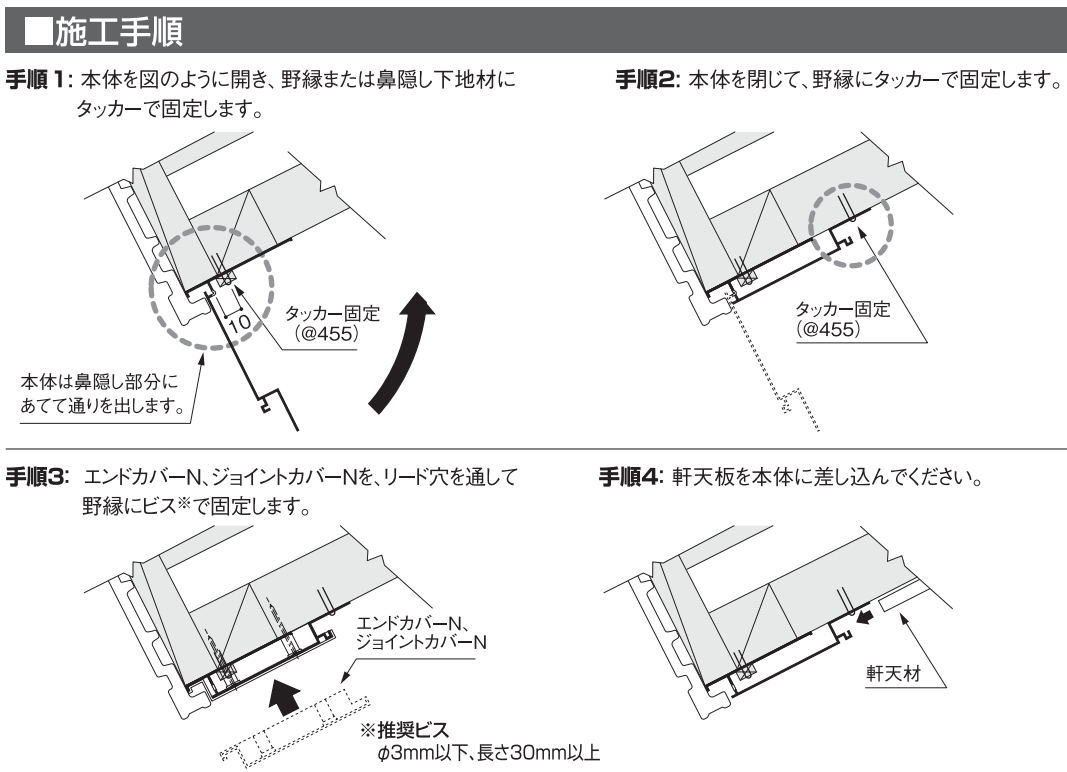 ■施工手順
手順1: 本体を図のように開き、野縁または鼻隠し下地材に
タッカーで固定します。
10
タッカー固定
(@455)
本体は鼻隠し部分に
あてて通りを出します。
手順2: 本体を閉じて、野縁にタッカーで固定します。
タッカー固定
(@455)
手順3: エンドカバーN、ジョイントカバーNを、リード穴を通して
野縁にビス※で固定します。
エンドカバーN、
ジョイントカバーN
※推奨ビス
φ3mm以下、長さ30mm以上
手順4: 軒天板を本体に差し込んでください。
軒天材